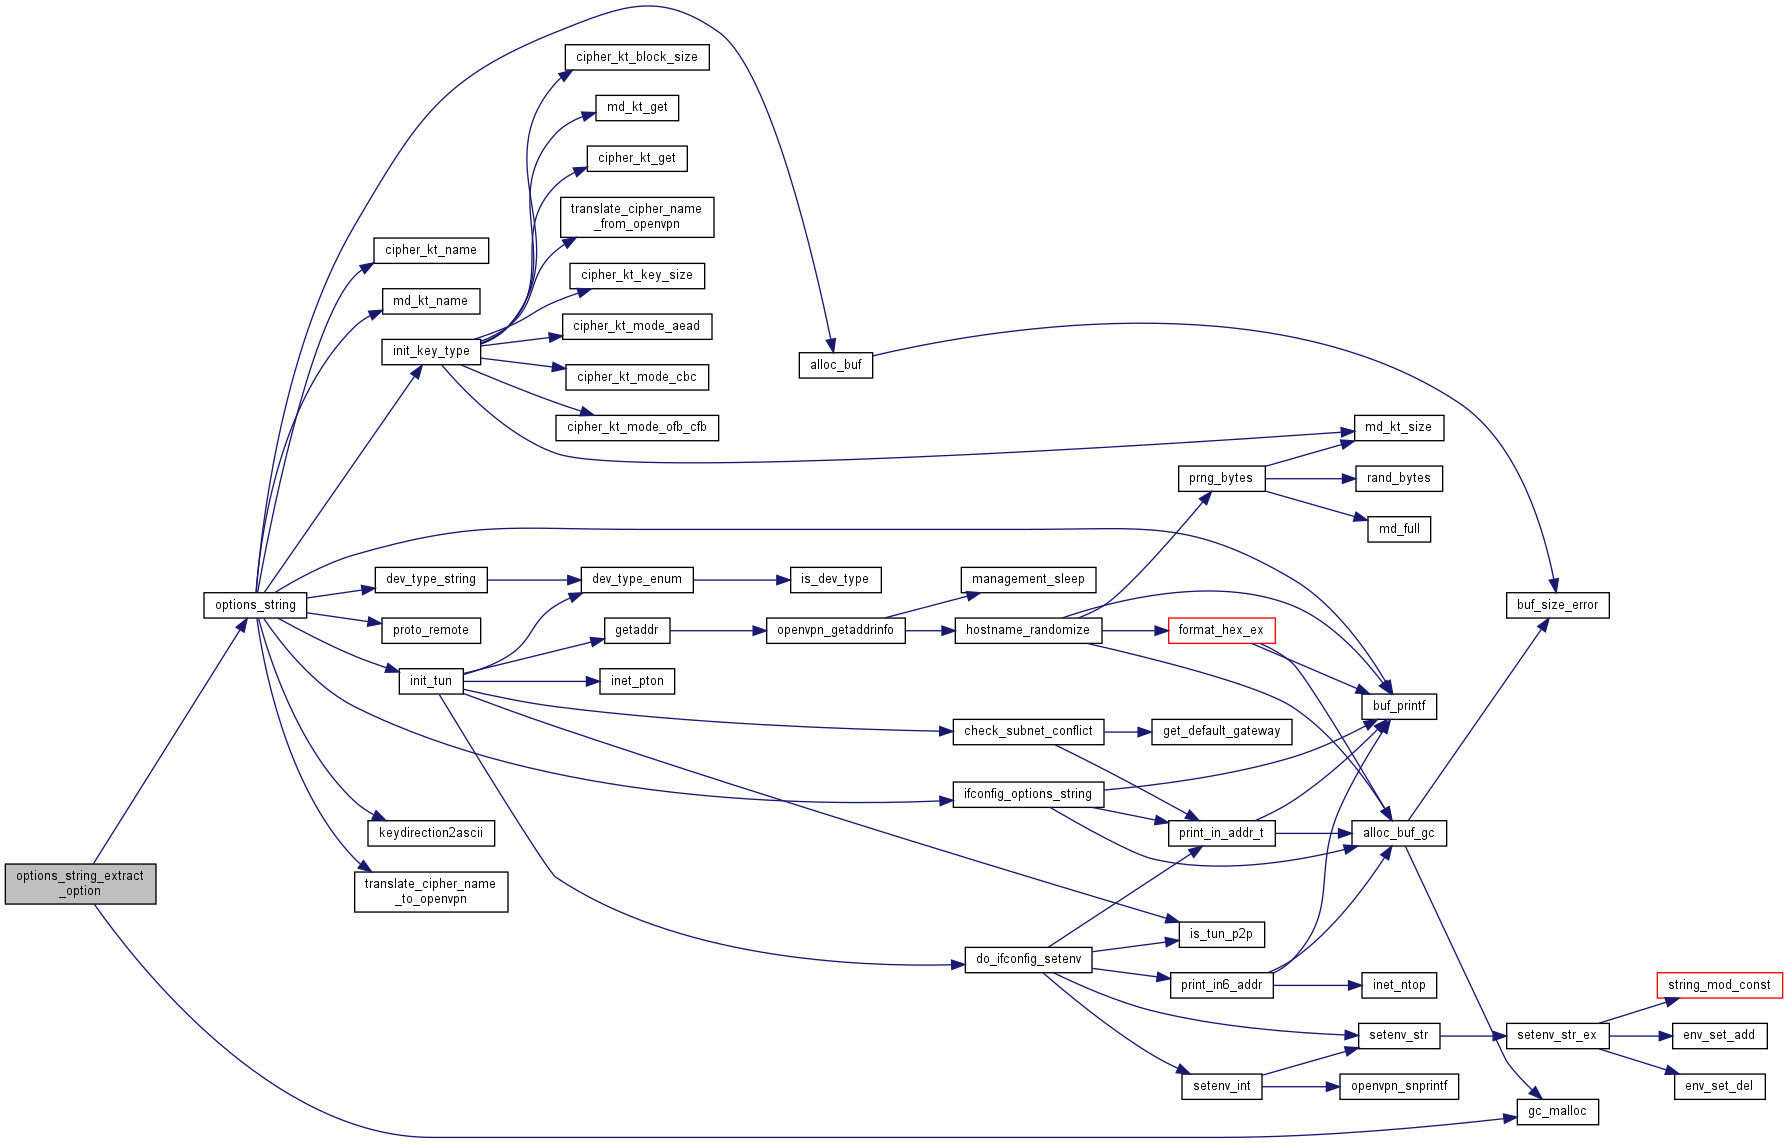 cipher_kt_block_size
md_kt_get
cipher_kt_get
translate_cipher_name
_from_openvpn
cipher_kt_name
cipher_kt_key_size
md_kt_name
cipher_kt_mode_aead
init_key_type
alloc_buf
cipher_kt_mode_cbc
cipher_kt_mode_ofb_cfb
md_kt_size
prng_bytes
rand_bytes
md_full
dev_type_string
dev_type_enum
is_dev_type
management_sleep
options_string
buf_size_error
proto_remote
getaddr
openvpn_getaddrinfo
hostname_randomize
format_hex_ex
init_tun
inet_pton
buf_printf
check_subnet_conflict
get_default_gateway
ifconfig_options_string
keydirection2ascii
print_in_addr_t
alloc_buf_gc
options_string_extract
_option
translate_cipher_name
_to_openvpn
is_tun_p2p
do_ifconfig_setenv
print_in6_addr
inet_ntop
string_mod_const
setenv_str
setenv_str_ex
env_set_add
setenv_int
openvpn_snprintf
env_set_del
gc_malloc